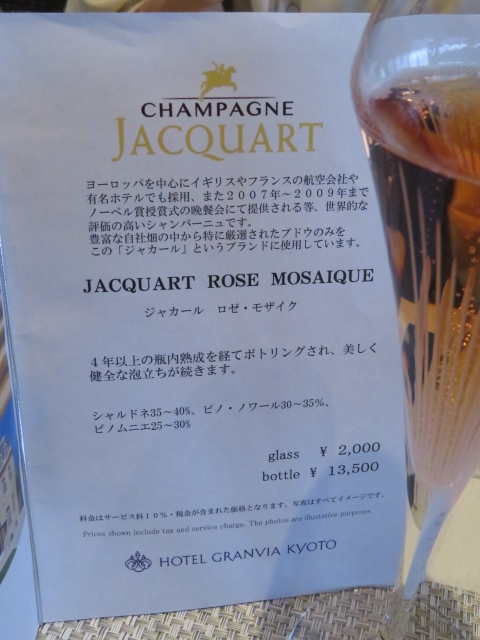 CHAMPAGNE
JACQUART
ヨーロッパを中心にイギリスやフランスの航空会社や
有名ホテルでも採用、また2007年～2009年まで
ノーベル賞授賞式の晩餐会にて提供される等、世界的な
評価の高いシャンパーニュです。
豊富な自社畑の中から特に厳選されたブドウのみを
この「ジャカール」というブランドに使用しています。
JACQUART ROSE MOSAIQUE
ジャカール ロゼ・モザイク
4年以上の瓶内熟成を経てボトリングされ、美しく
健全な泡立ちが続きます。
シャルドネ35～40%、ピノ・ノワール30～35%、
ピノムニエ25～30%
glass ¥ 2,000
bottle ¥ 13,500
料金はサービス料10%・税金が含まれた価格となります。写真はすべてイメージです。
Prices shown include tax and service charge. The photos are illustative purposes.
HOTEL GRANVIA KYOTO